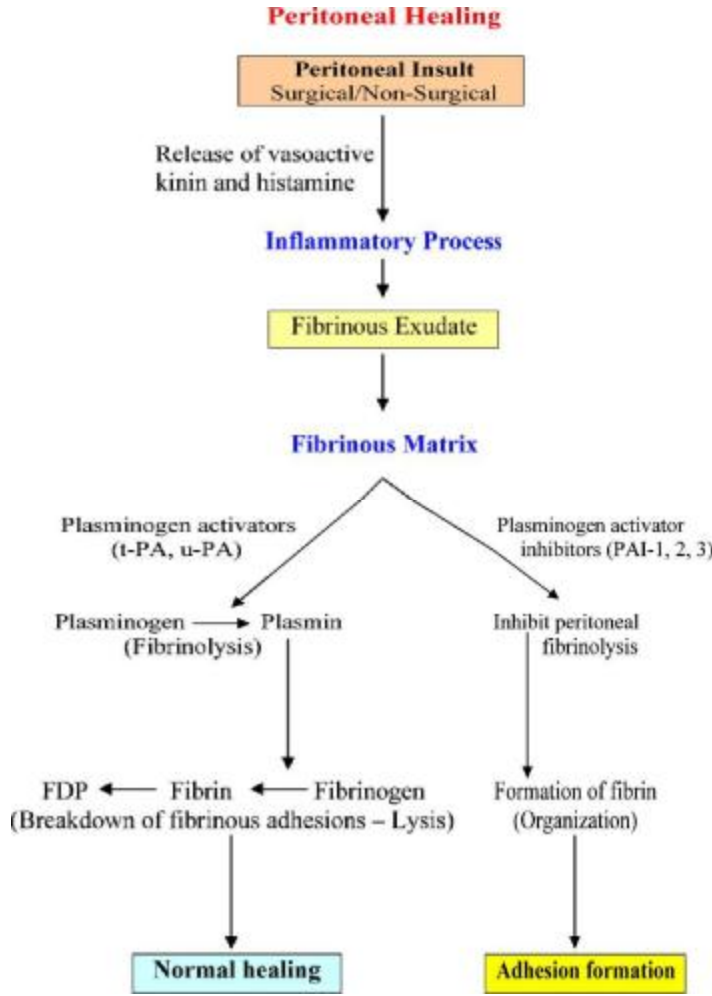 Peritoneal Healing
Peritoneal Insult
Surgical/Non-Surgical
Release of vasoactive
kinin and histamine
Inflammatory Process
Fibrinous Exudate
Fibrinous Matrix
Plasminogen activators
(t-PA, u-PA)
Plasminogen activator
inhibitors (PAI-1, 2, 3)
Plasminogen Plasmin
(Fibrinolysis)
Inhibit peritoneal
fibrinolysis
FDP Fibrin Fibrinogen
(Breakdown of fibrinous adhesions – Lysis)
Formation of fibrin
(Organization)
Normal healing
Adhesion formation